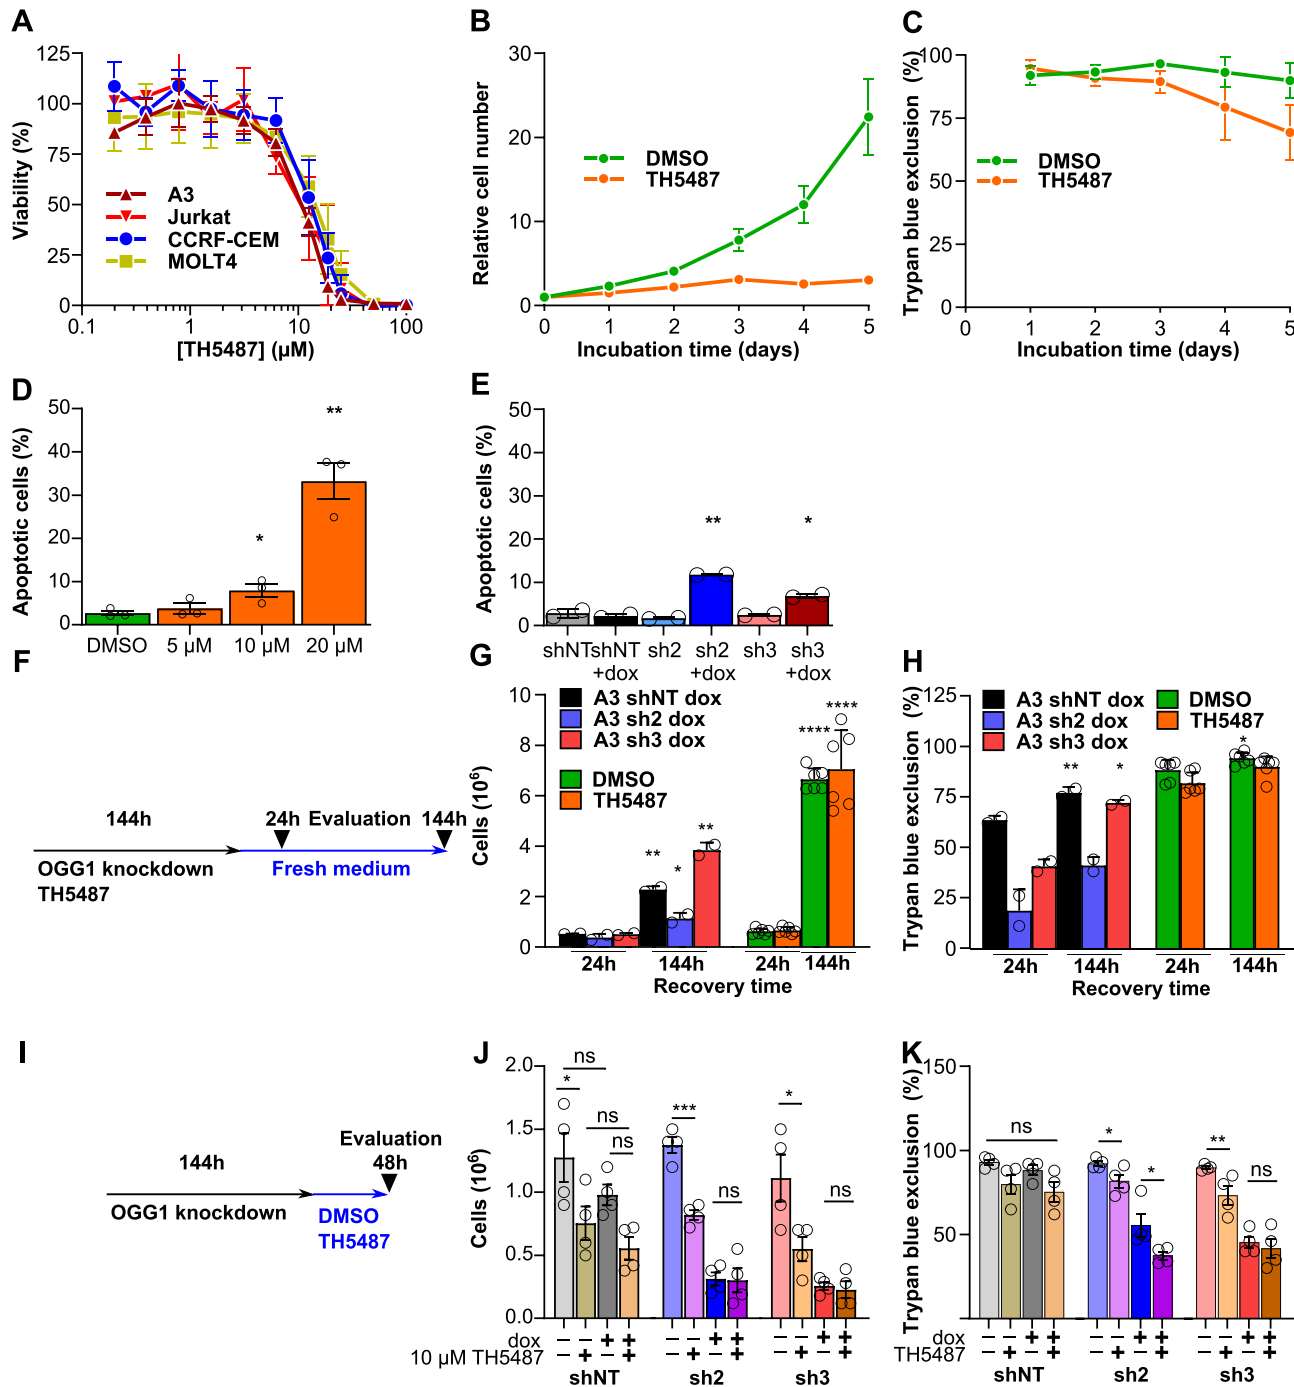 A
125
100
75
50
25
0
Viability (%)
A3
Jurkat
CCRF-CEM
MOLT4
0.1
1
10
100
[TH5487] (µM)
B
30
20
10
0
Relative cell number
DMSO
TH5487
0
1
2
3
4
5
Incubation time (days)
C
100
75
50
25
0
Trypan blue exclusion (%)
DMSO
TH5487
0
1
2
3
4
5
Incubation time (days)
D
50
40
30
20
10
0
Apoptotic cells (%)
*
**
DMSO
5 µM
10 µM
20 µM
E
50
40
30
20
10
0
Apoptotic cells (%)
**
*
shNT
shNT
+dox
sh2
sh2
+dox
sh3
sh3
+dox
F
144h
24h
Evaluation
144h
OGG1 knockdown
TH5487
Fresh medium
G
10
8
6
4
2
0
Cells (10⁶)
A3 shNT dox
A3 sh2 dox
A3 sh3 dox
DMSO
TH5487
**
*
**
****
****
24h
144h
24h
144h
Recovery time
H
125
100
75
50
25
0
Trypan blue exclusion (%)
A3 shNT dox
A3 sh2 dox
A3 sh3 dox
DMSO
TH5487
**
*
*
24h
144h
24h
144h
Recovery time
I
144h
Evaluation
48h
OGG1 knockdown
DMSO
TH5487
J
2.0
1.5
1.0
0.5
0.0
Cells (10⁶)
ns
*
ns
ns
***
ns
*
ns
dox − − + + − − + + − − + +
10 µM TH5487 − + − + − + − + − + − +
shNT
sh2
sh3
K
150
100
50
Trypan blue exclusion (%)
ns
*
*
**
ns
dox − − + + − − + + − − + +
TH5487 − + − + − + − + − + − +
shNT
sh2
sh3